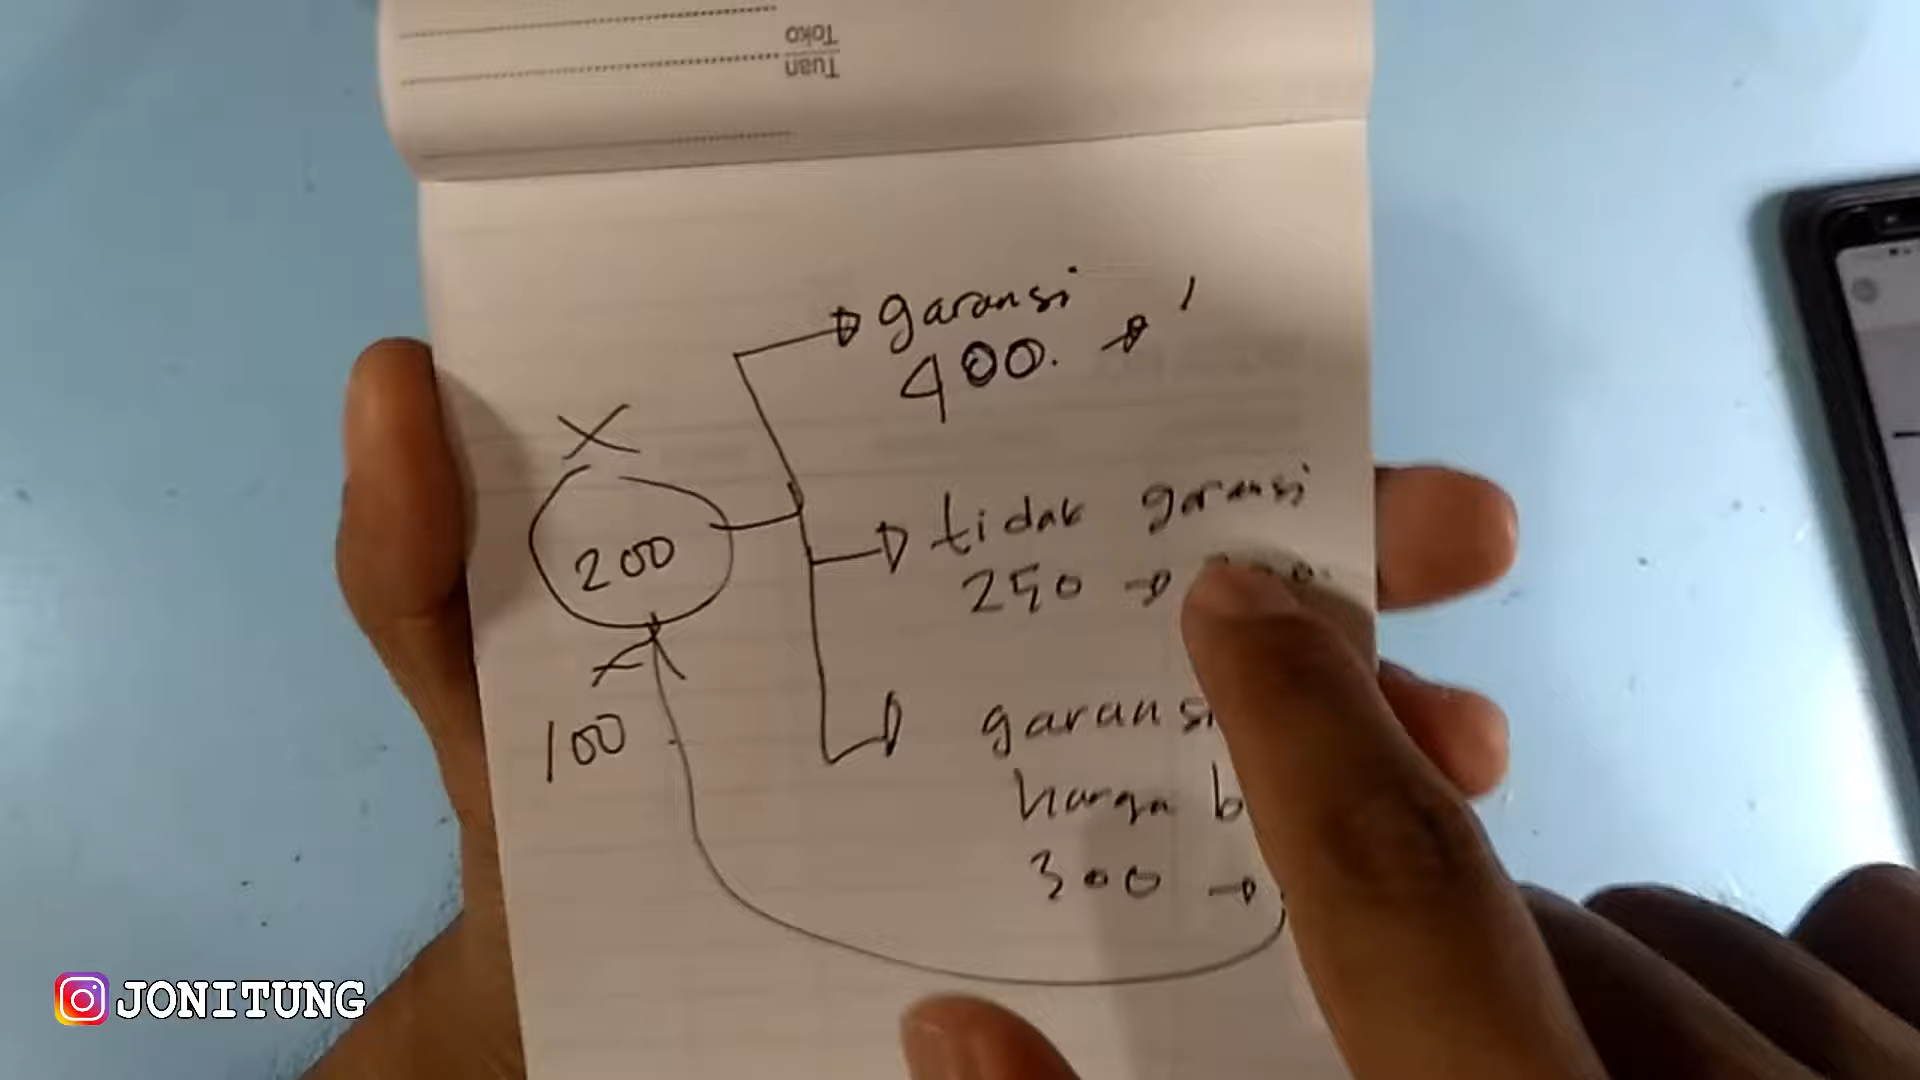 Tuan
Toko
garansi
400.
X
200
tidak garansi
250
100
garansi
harga
300
JONITUNG